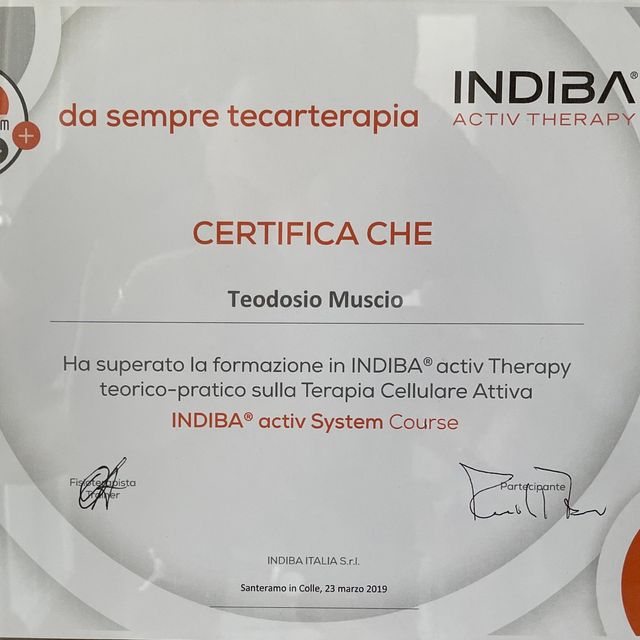 da sempre tecarterapia
INDIBA®
ACTIV THERAPY
CERTIFICA CHE
Teodosio Muscio
Ha superato la formazione in INDIBA® activ Therapy
teorico-pratico sulla Terapia Cellulare Attiva
INDIBA® activ System Course
Fisioterapista
Trainer
Partecipante
INDIBA ITALIA S.r.l.
Santeramo in Colle, 23 marzo 2019